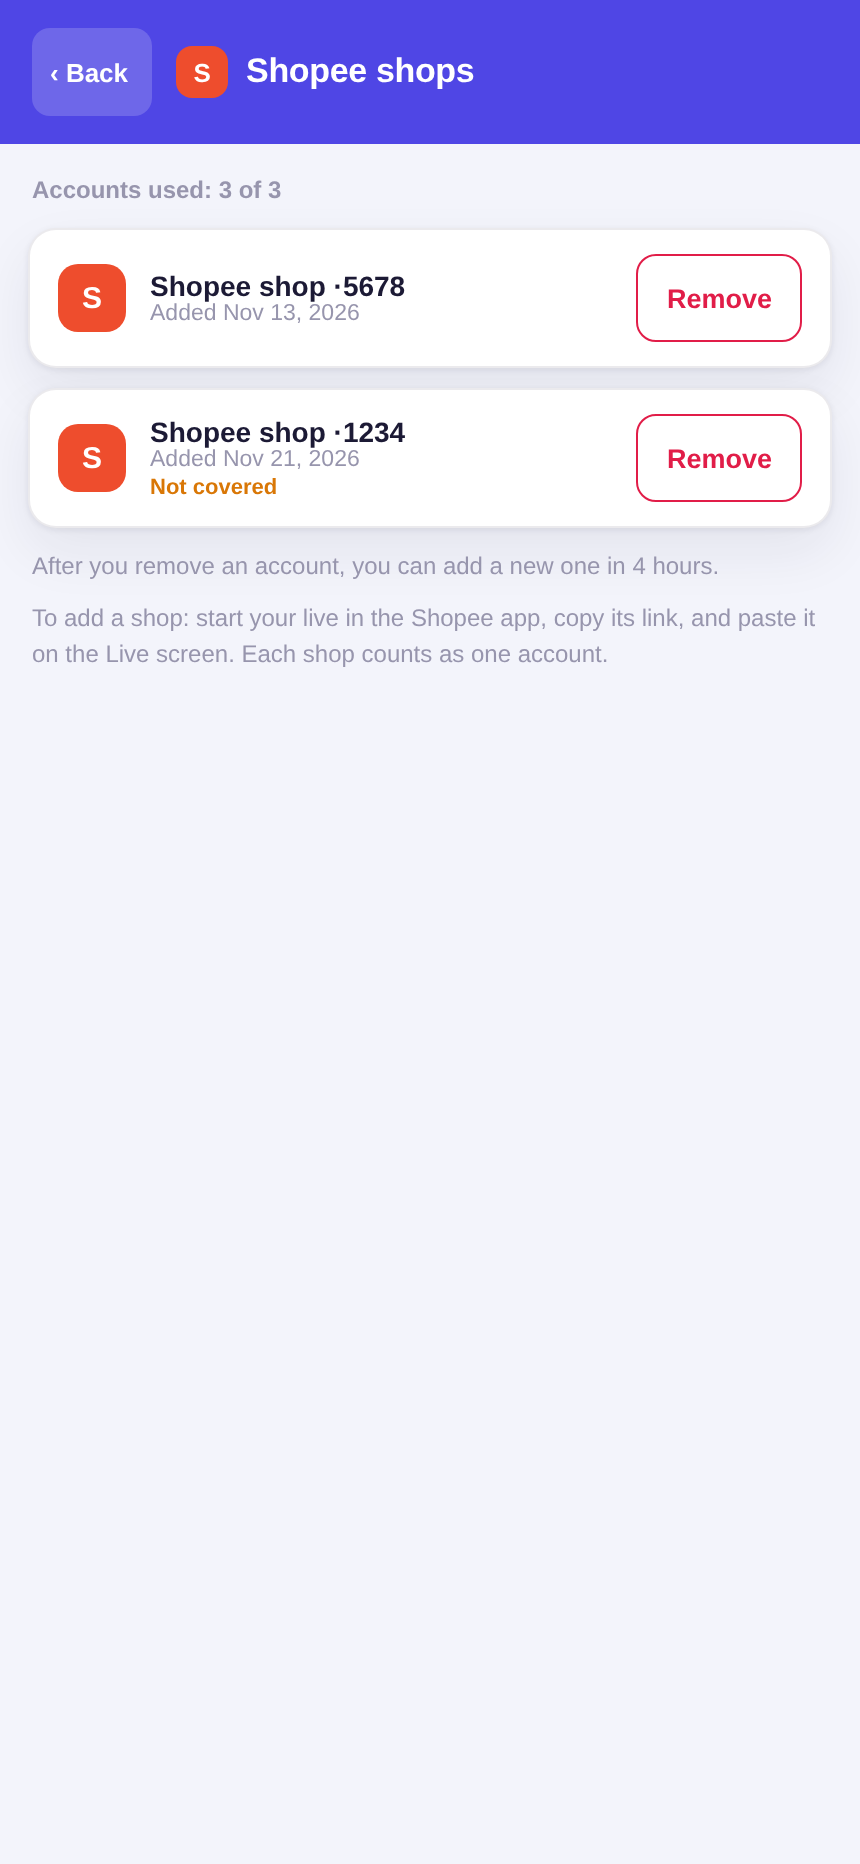 ‹ Back
S
Shopee shops
Accounts used: 3 of 3
S
Shopee shop ·5678
Added Nov 13, 2026
Remove
S
Shopee shop ·1234
Added Nov 21, 2026
Not covered
Remove
After you remove an account, you can add a new one in 4 hours.
To add a shop: start your live in the Shopee app, copy its link, and paste it
on the Live screen. Each shop counts as one account.